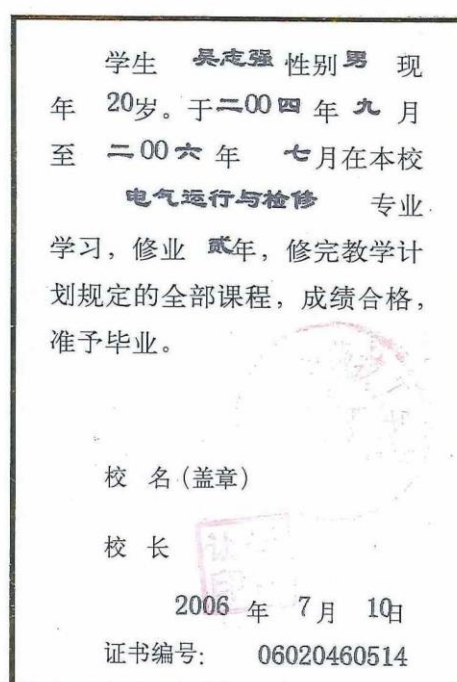 学生 吴志强 性别 男 现
年 20岁。于二00四 年 九 月
至 二00六 年 七月在本校
电气运行与检修 专业
学习，修业 贰年，修完教学计
划规定的全部课程，成绩合格，
准予毕业。
校 名(盖章)
校 长
2006 年 7月 10日
证书编号： 06020460514